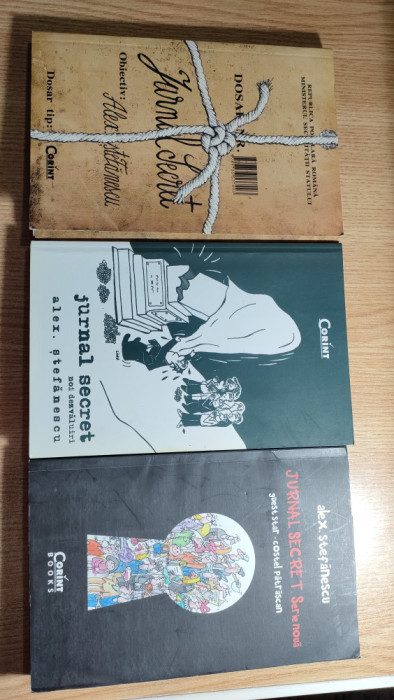 REPUBLICA POPULARĂ ROMÂNĂ
MINISTERUL SECURITĂȚII STATULUI
DOSAR NR.
Jurnal Secret
Obiectiv: Alex. Ștefănescu
Dosar tip:
CORINT
CORINT
jurnal secret
noi dezvăluiri
alex. ștefănescu
alex. ștefănescu
JURNAL SECRET Serie nouă
guest star - costel pătrășcan
CORINT
BOOKS